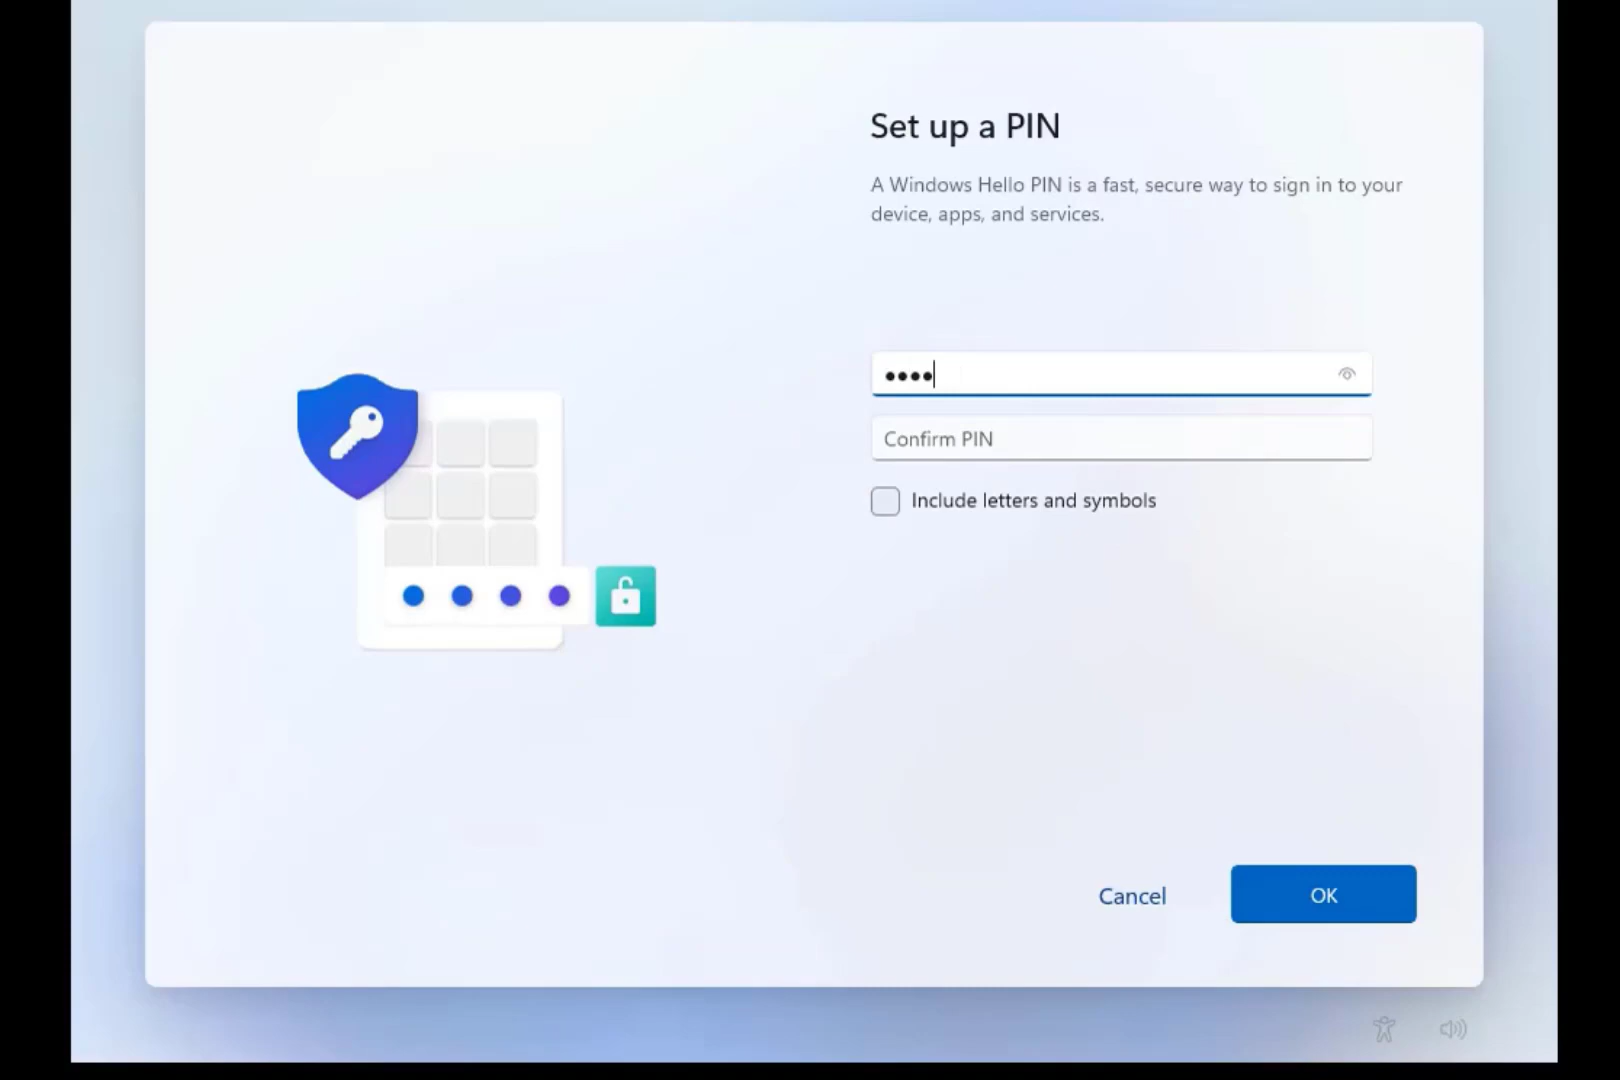 Set up a PIN
A Windows Hello PIN is a fast, secure way to sign in to your
device, apps, and services.
••••
Confirm PIN
Include letters and symbols
Cancel
OK